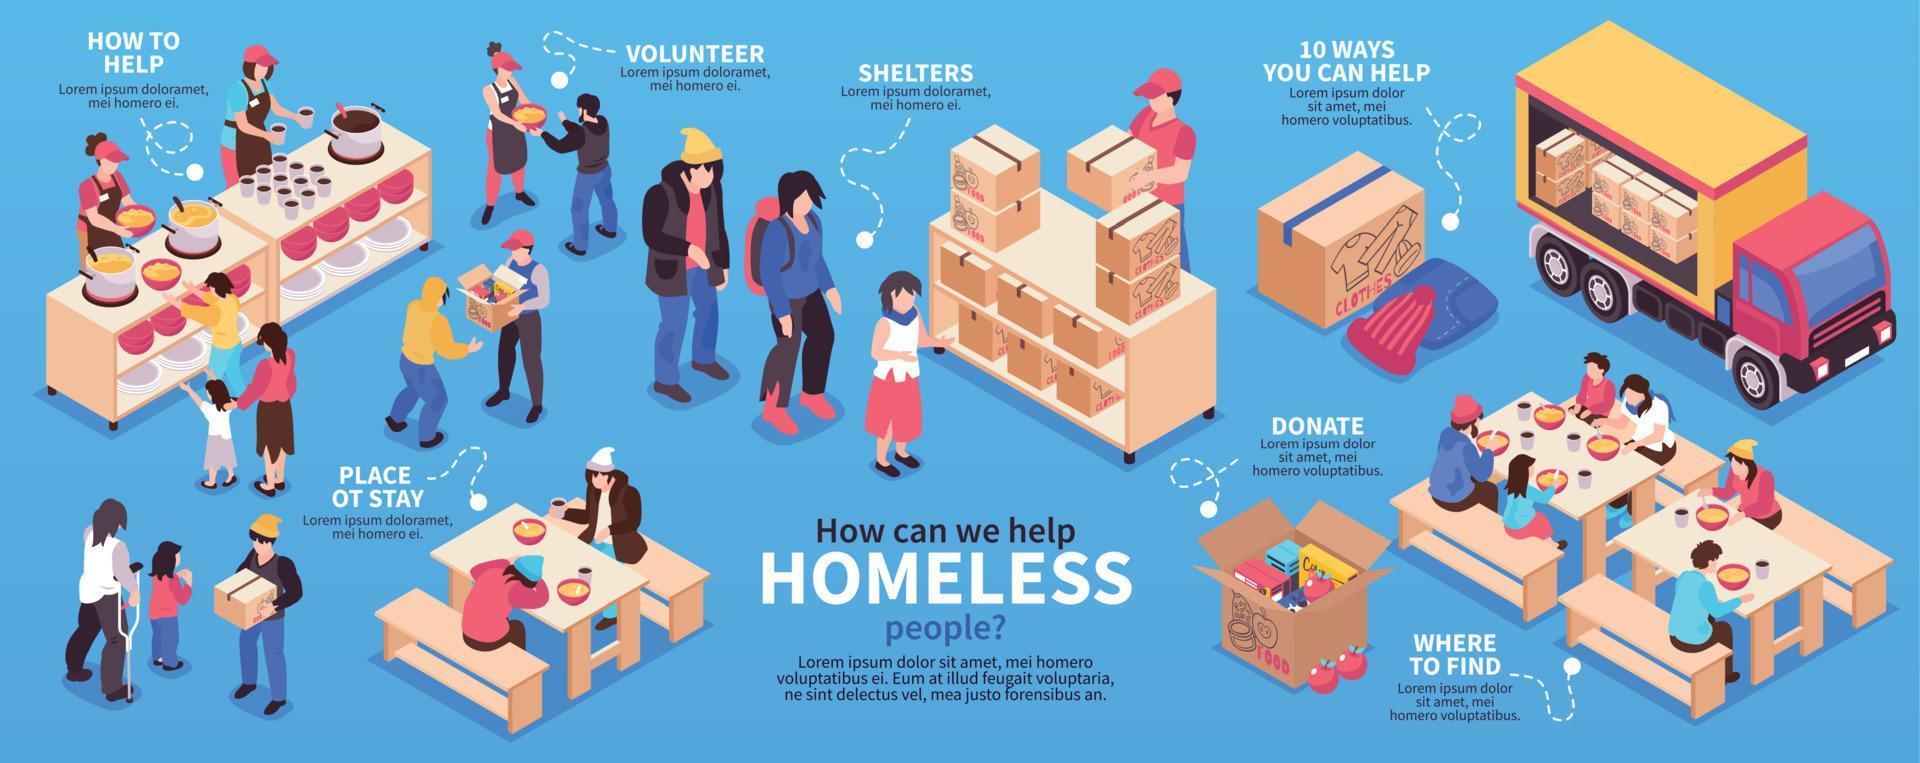 HOW TO
HELP
Lorem ipsum doloramet,
mei homero ei.
VOLUNTEER
Lorem ipsum doloramet,
mei homero ei.
SHELTERS
Lorem ipsum doloramet,
mei homero ei.
10 WAYS
YOU CAN HELP
Lorem ipsum dolor
sit amet, mei
homero voluptatibus.
FOOD
FOOD
CLOTHES
CLOTHES
CLOTHES
PLACE
OT STAY
Lorem ipsum doloramet,
mei homero ei.
How can we help
HOMELESS
people?
Lorem ipsum dolor sit amet, mei homero
voluptatibus ei. Eum at illud feugait voluptaria,
ne sint delectus vel, mea justo forensibus an.
DONATE
Lorem ipsum dolor
sit amet, mei
homero voluptatibus.
FOOD
WHERE
TO FIND
Lorem ipsum dolor
sit amet, mei
homero voluptatibus.